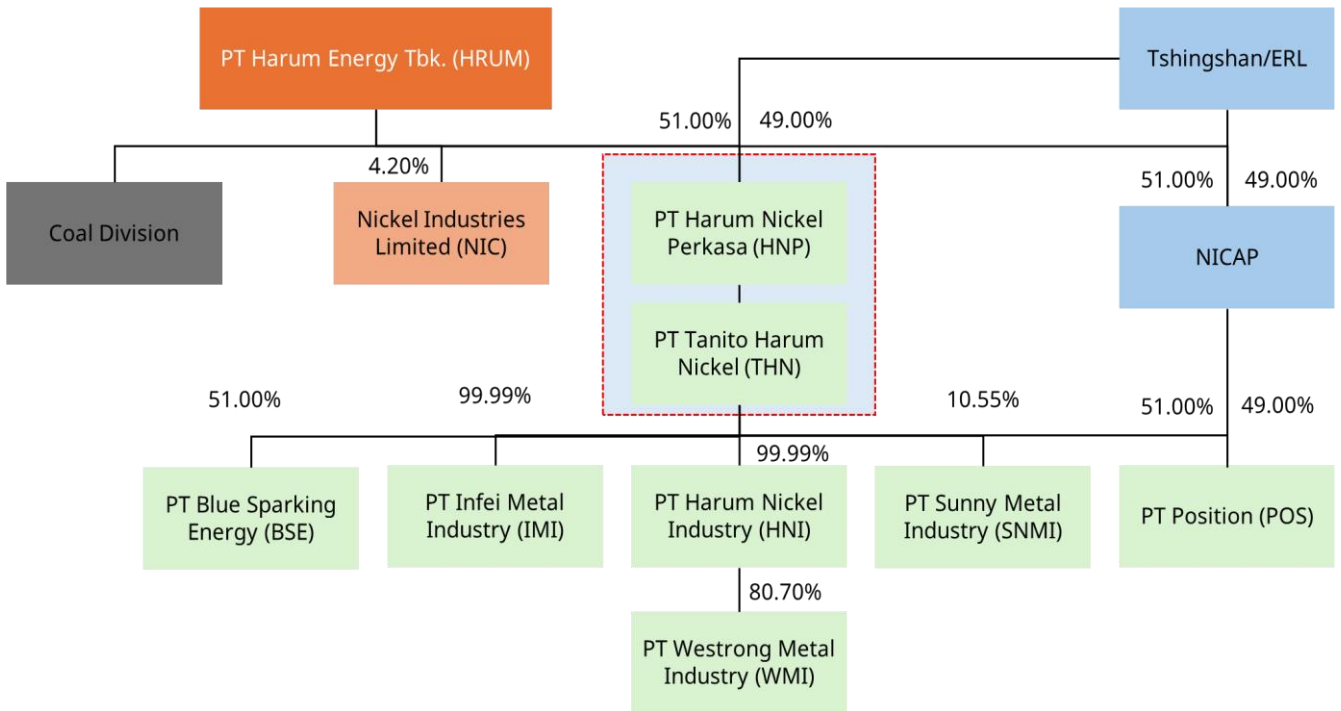 PT Harum Energy Tbk. (HRUM)
Tshingshan/ERL
51.00%
49.00%
4.20%
51.00%
49.00%
Coal Division
Nickel Industries
Limited (NIC)
PT Harum Nickel
Perkasa (HNP)
NICAP
PT Tanito Harum
Nickel (THN)
51.00%
99.99%
10.55%
51.00%
49.00%
99.99%
PT Blue Sparking
Energy (BSE)
PT Infei Metal
Industry (IMI)
PT Harum Nickel
Industry (HNI)
PT Sunny Metal
Industry (SNMI)
PT Position (POS)
80.70%
PT Westrong Metal
Industry (WMI)